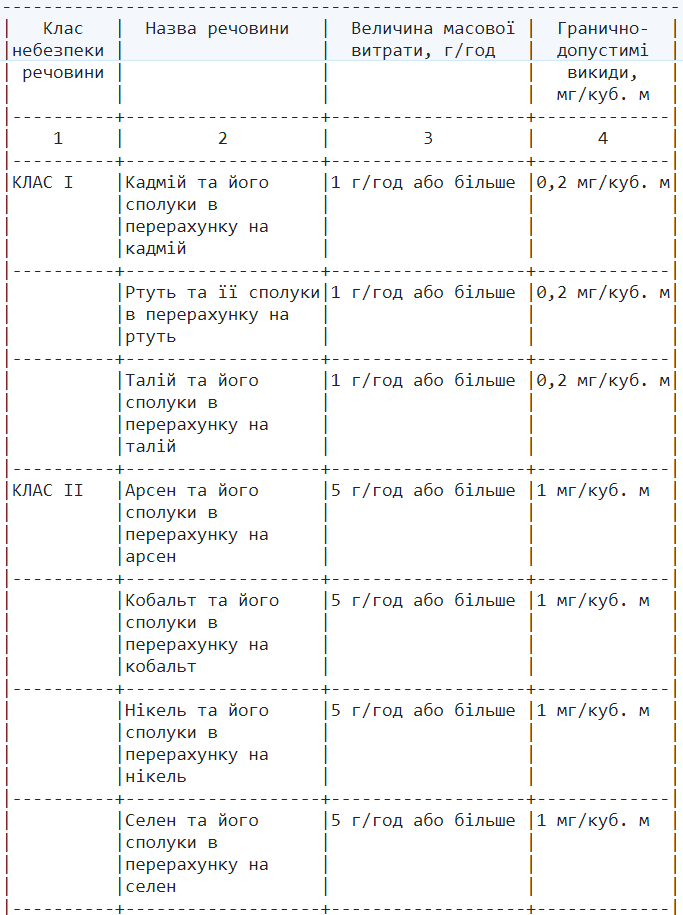 Клас | Назва речовини | Величина масової | Гранично-
небезпеки | витрати, г/год | допустимі
речовини | викиди,
мг/куб. м
1 | 2 | 3 | 4
КЛАС I | Кадмій та його | 1 г/год або більше | 0,2 мг/куб. м
сполуки в
перерахунку на
кадмій
Ртуть та її сполуки | 1 г/год або більше | 0,2 мг/куб. м
в перерахунку на
ртуть
Талій та його | 1 г/год або більше | 0,2 мг/куб. м
сполуки в
перерахунку на
талій
КЛАС II | Арсен та його | 5 г/год або більше | 1 мг/куб. м
сполуки в
перерахунку на
арсен
Кобальт та його | 5 г/год або більше | 1 мг/куб. м
сполуки в
перерахунку на
кобальт
Нікель та його | 5 г/год або більше | 1 мг/куб. м
сполуки в
перерахунку на
нікель
Селен та його | 5 г/год або більше | 1 мг/куб. м
сполуки в
перерахунку на
селен